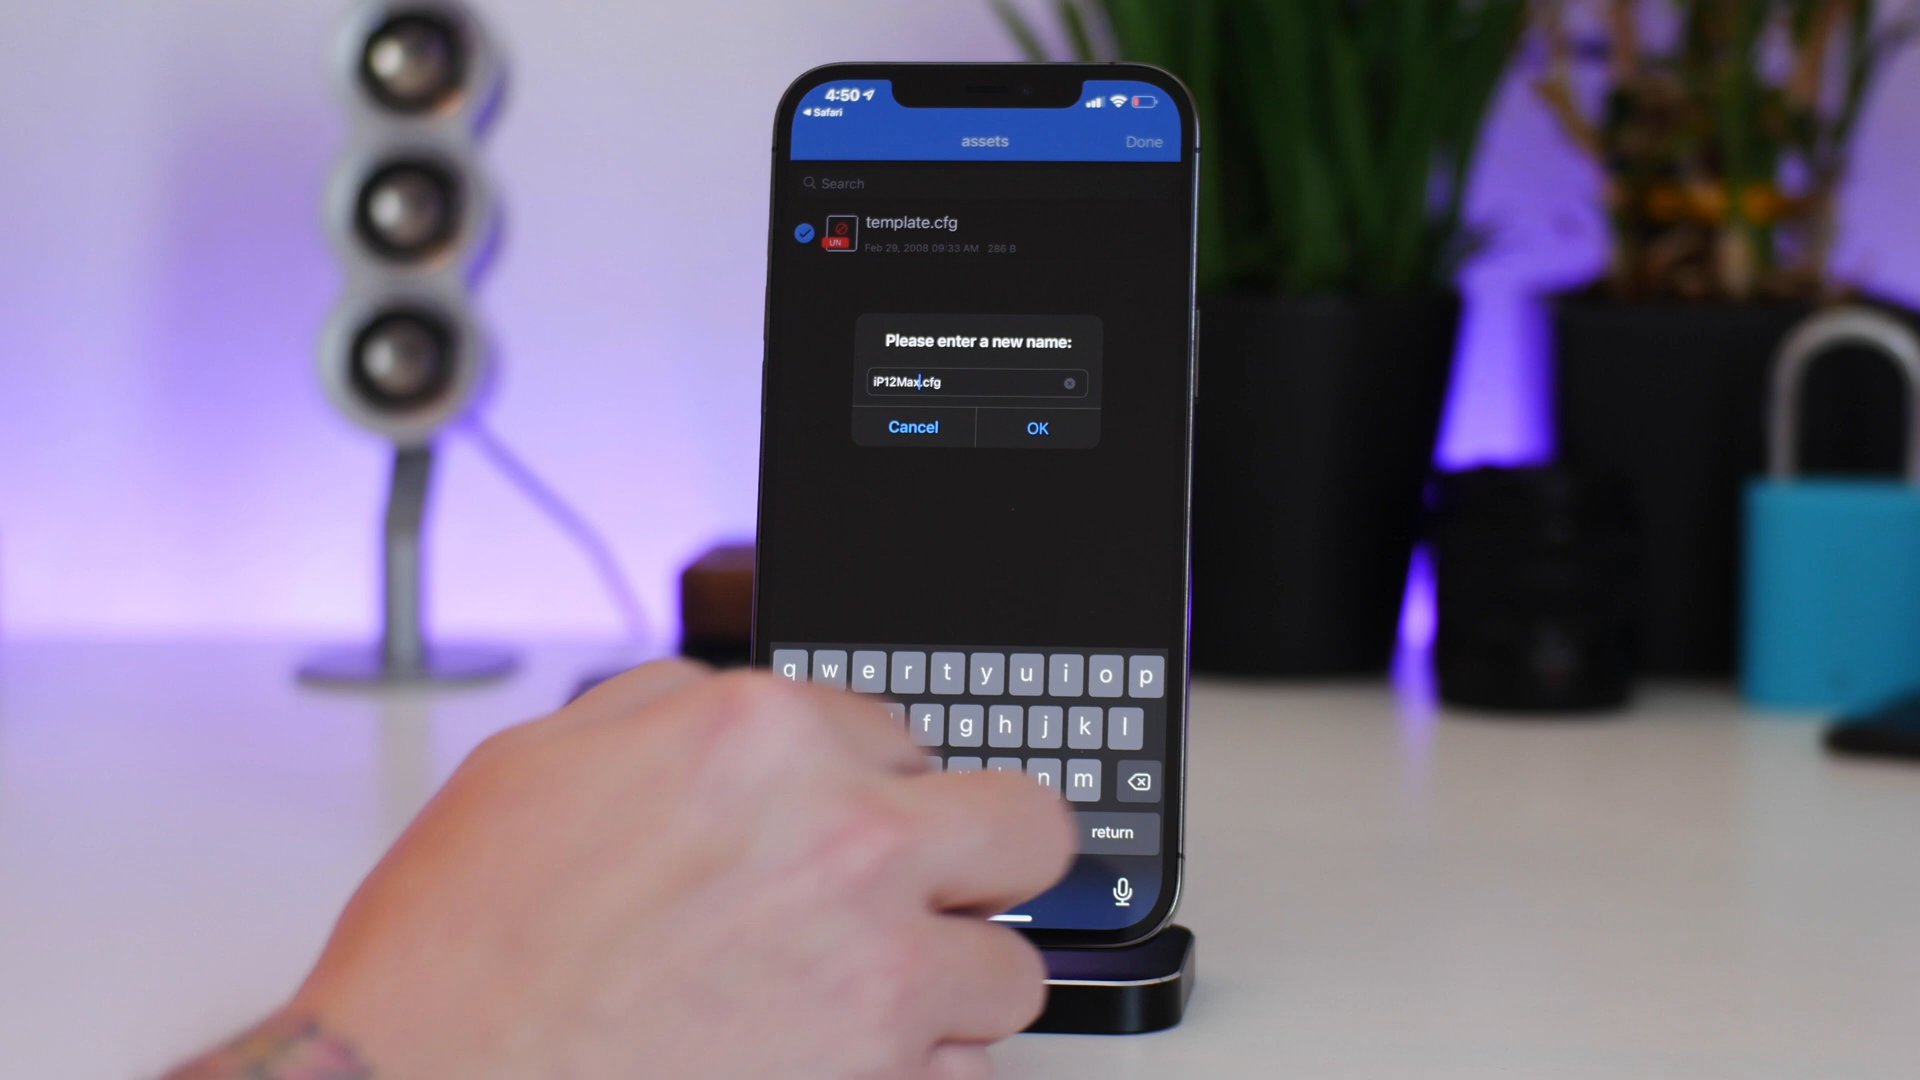 4:50
Safari
assets
Done
Search
template.cfg
UN
Feb 29, 2008 09:33 AM 286 B
Please enter a new name:
iP12Max.cfg
Cancel
OK
q w e r t y u i o p
f g h j k l
n m
return